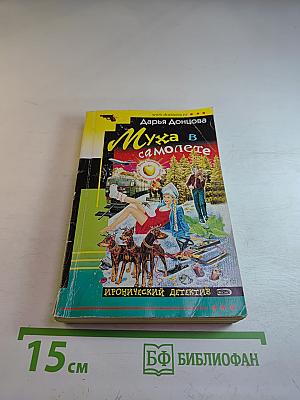 Дарья Донцова
Муха в
самолете
ИРОНИЧЕСКИЙ ДЕТЕКТИВ
15 см
БФ БИБЛИОФАН